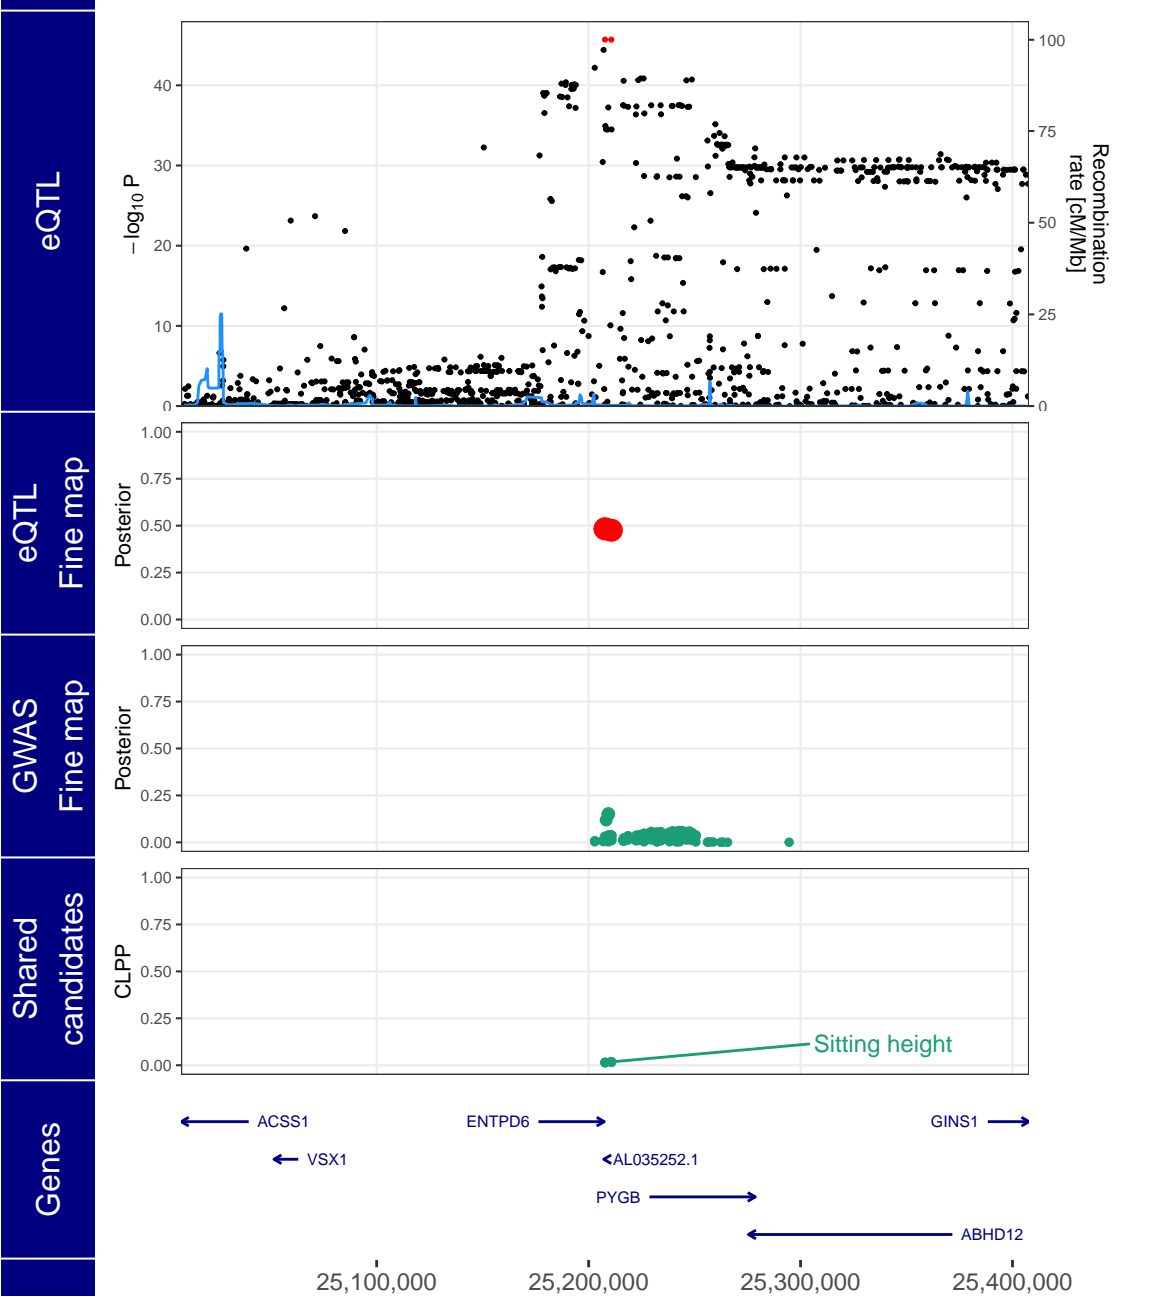 eQTL
−log10 P
40
30
20
10
0
100
75
50
25
0
Recombination
rate [cM/Mb]
eQTL
Fine map
Posterior
1.00
0.75
0.50
0.25
0.00
GWAS
Fine map
Posterior
1.00
0.75
0.50
0.25
0.00
Shared
candidates
CLPP
1.00
0.75
0.50
0.25
0.00
Sitting height
Genes
ACSS1
ENTPD6
GINS1
VSX1
AL035252.1
PYGB
ABHD12
25,100,000
25,200,000
25,300,000
25,400,000